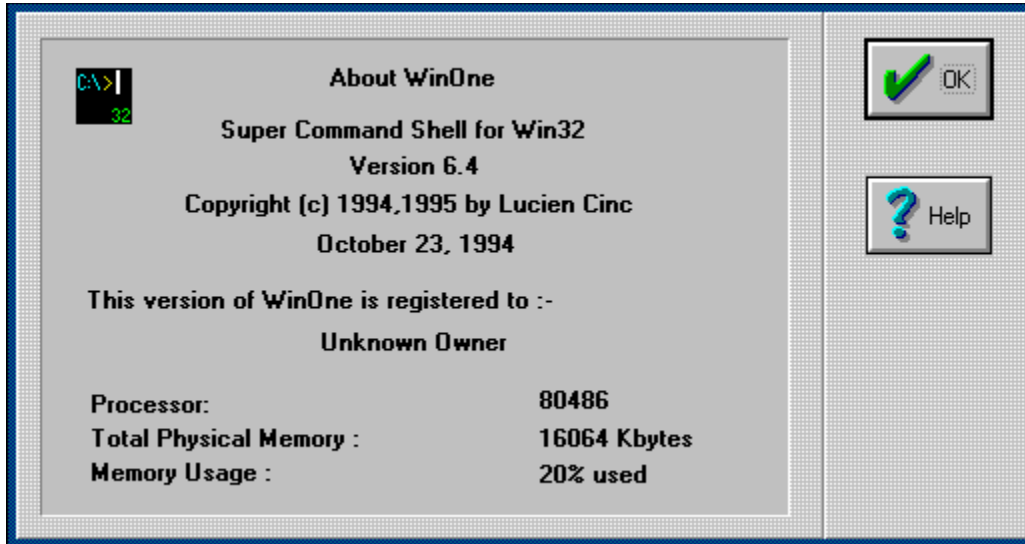 C:\>
32
About WinOne
Super Command Shell for Win32
Version 6.4
Copyright (c) 1994,1995 by Lucien Cinc
October 23, 1994
This version of WinOne is registered to :-
Unknown Owner
Processor: 80486
Total Physical Memory : 16064 Kbytes
Memory Usage : 20% used
OK
Help